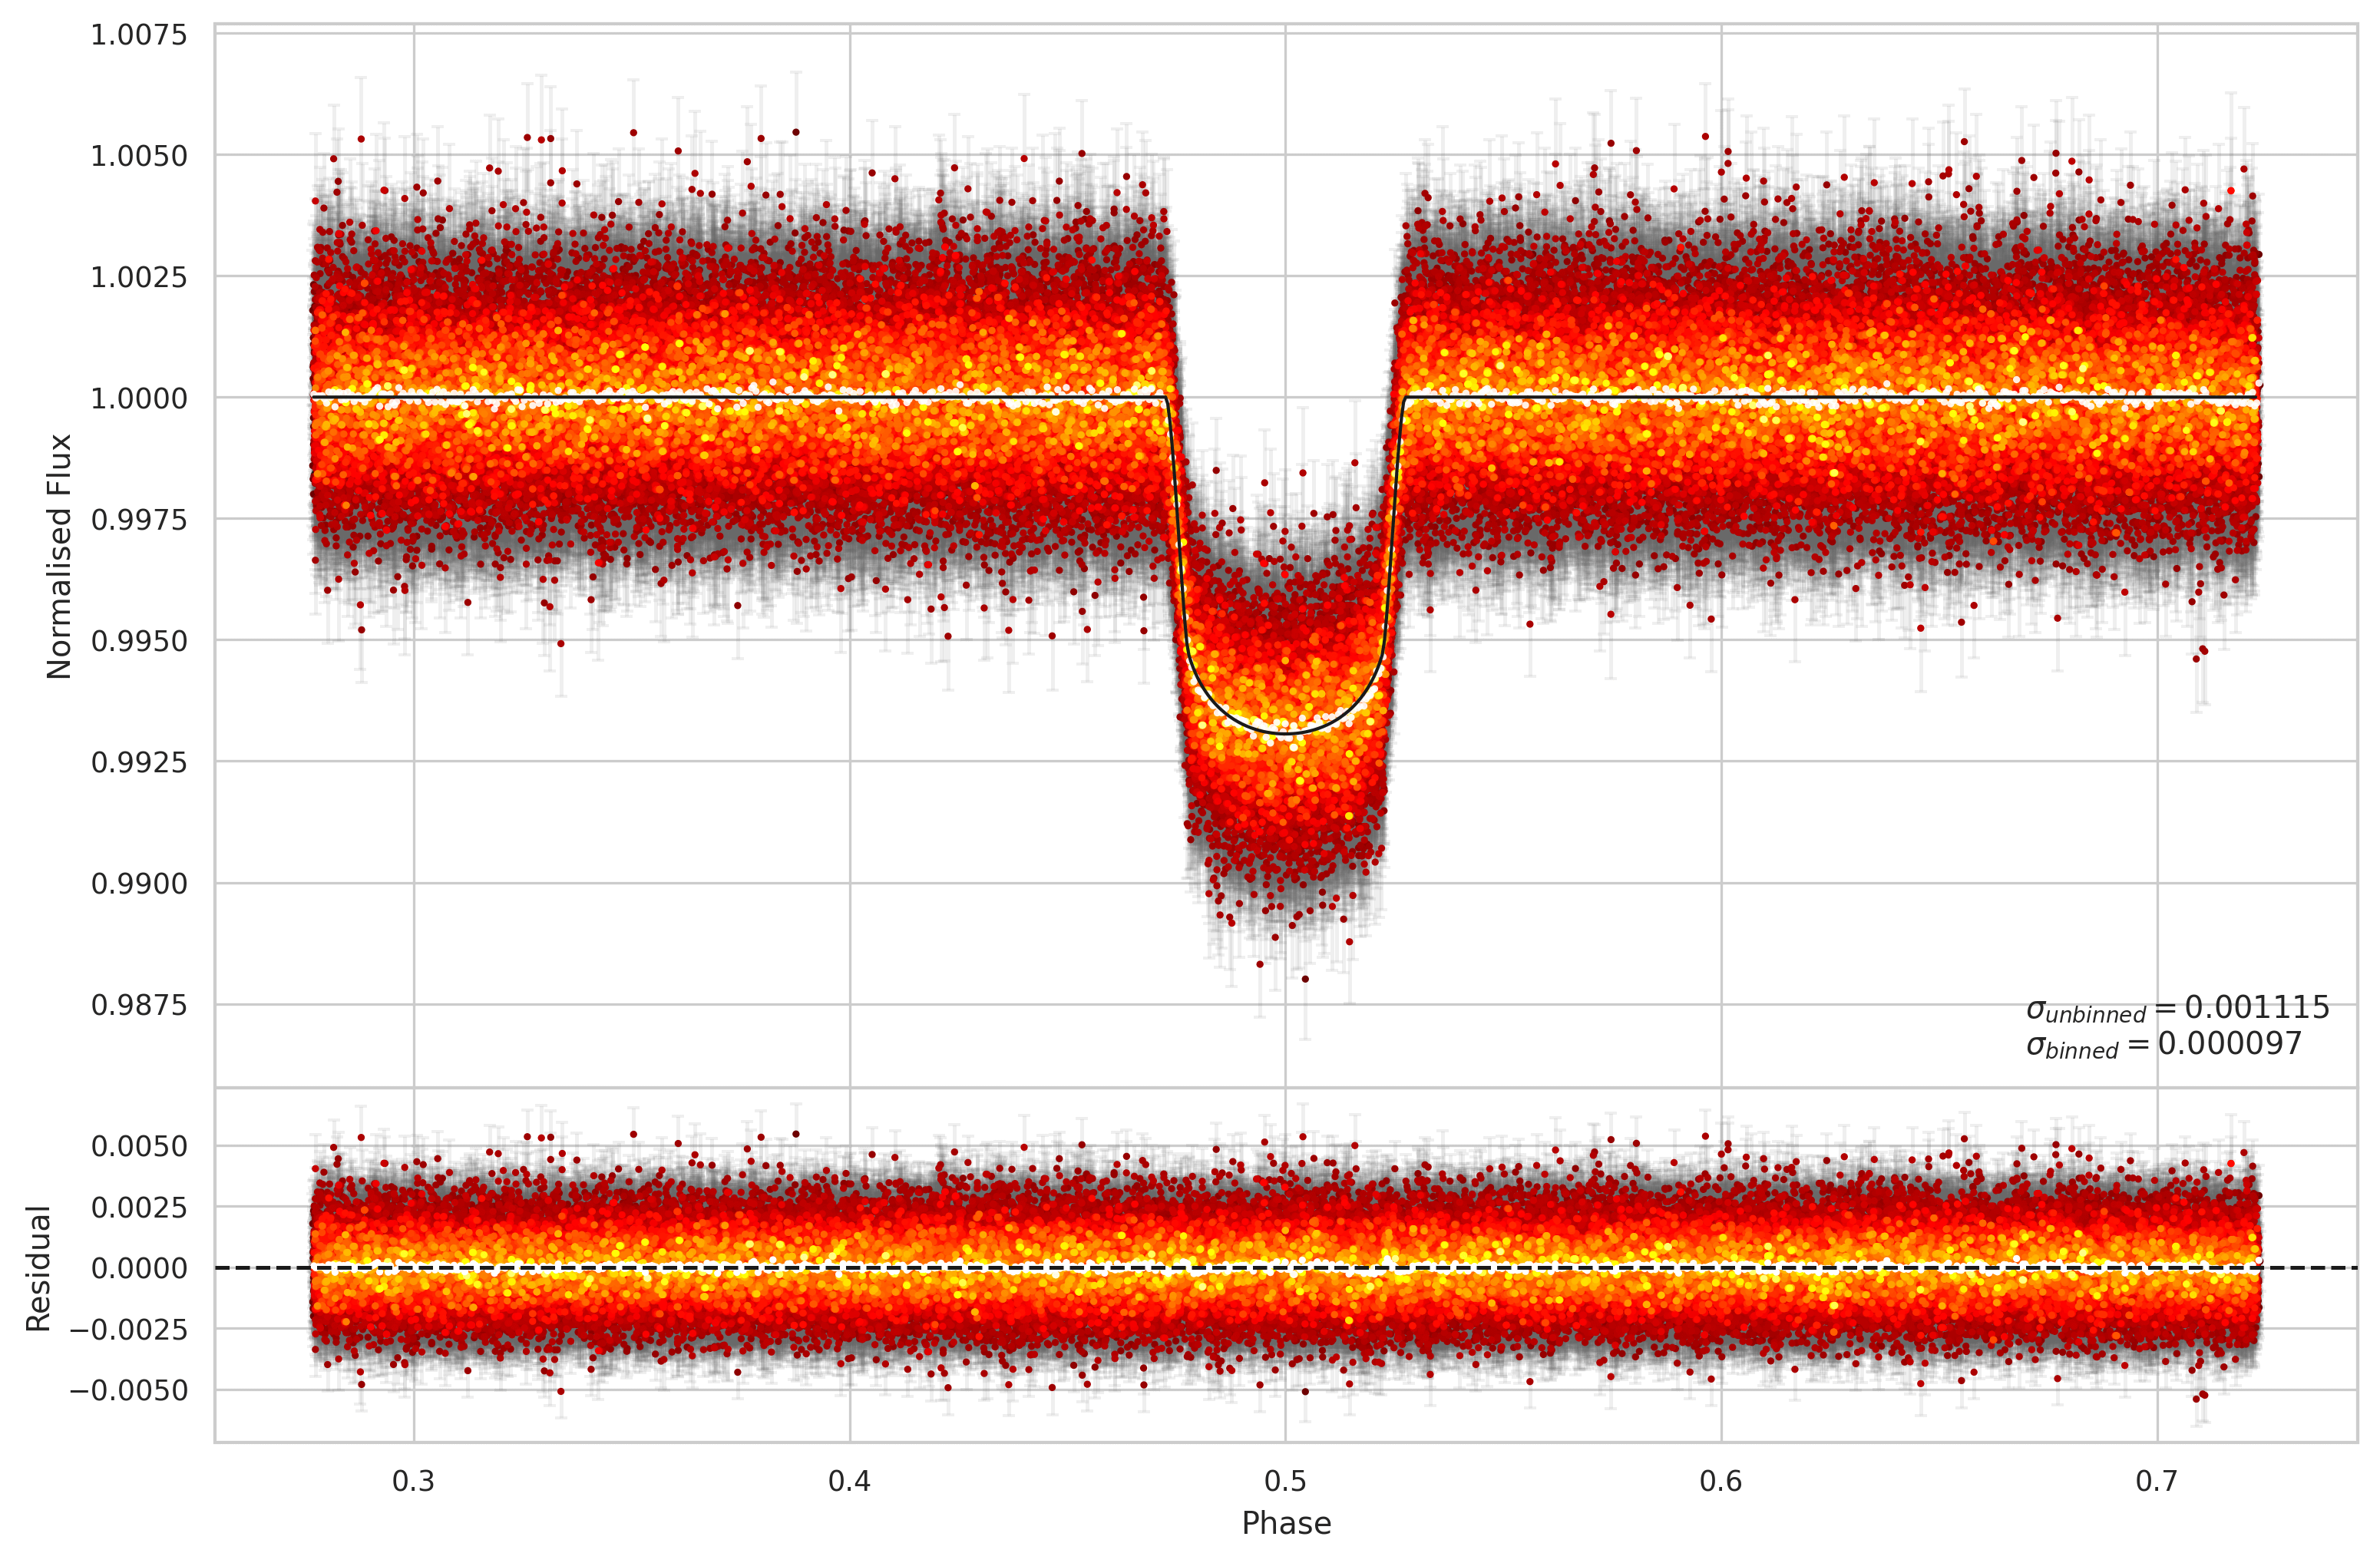 1.0075
1.0050
1.0025
1.0000
0.9975
0.9950
0.9925
0.9900
0.9875
Normalised Flux
σunbinned = 0.001115
σbinned = 0.000097
0.0050
0.0025
0.0000
−0.0025
−0.0050
Residual
0.3 0.4 0.5 0.6 0.7
Phase